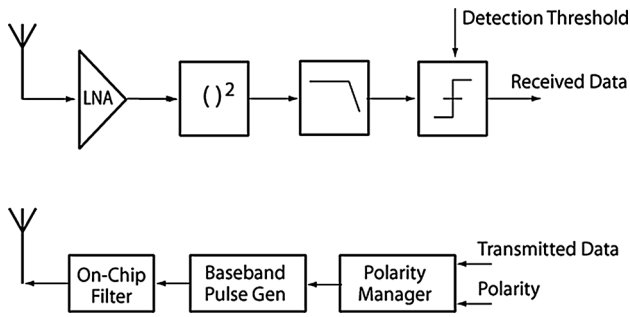 Detection Threshold
LNA
( )²
Received Data
On-Chip
Filter
Baseband
Pulse Gen
Polarity
Manager
Transmitted Data
Polarity